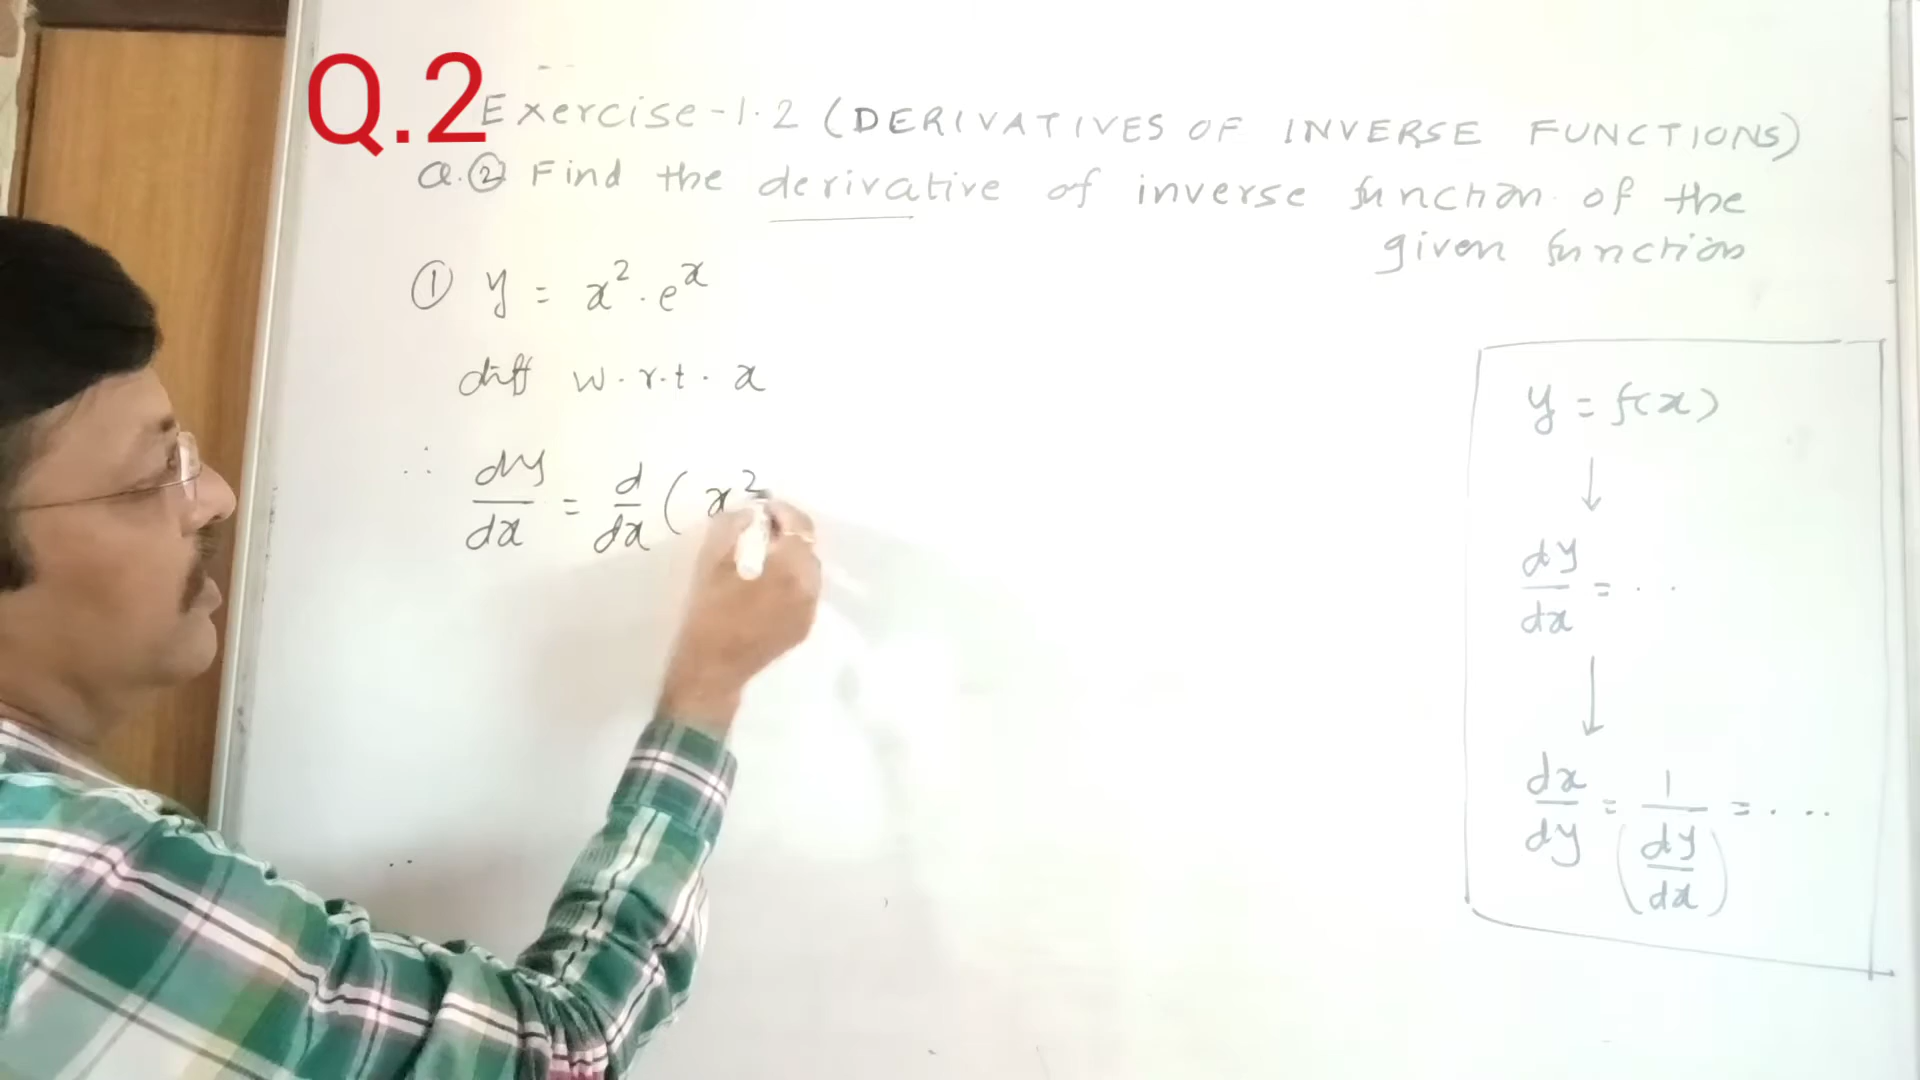 Q.2
Exercise-1.2 (DERIVATIVES OF INVERSE FUNCTIONS)
Q.② Find the derivative of inverse function of the
given function
① y = x² . eˣ
diff w.r.t. x
∴ dy/dx = d/dx ( x²
y = f(x)
↓
dy/dx = ..
↓
dx/dy = 1/(dy/dx) = ...